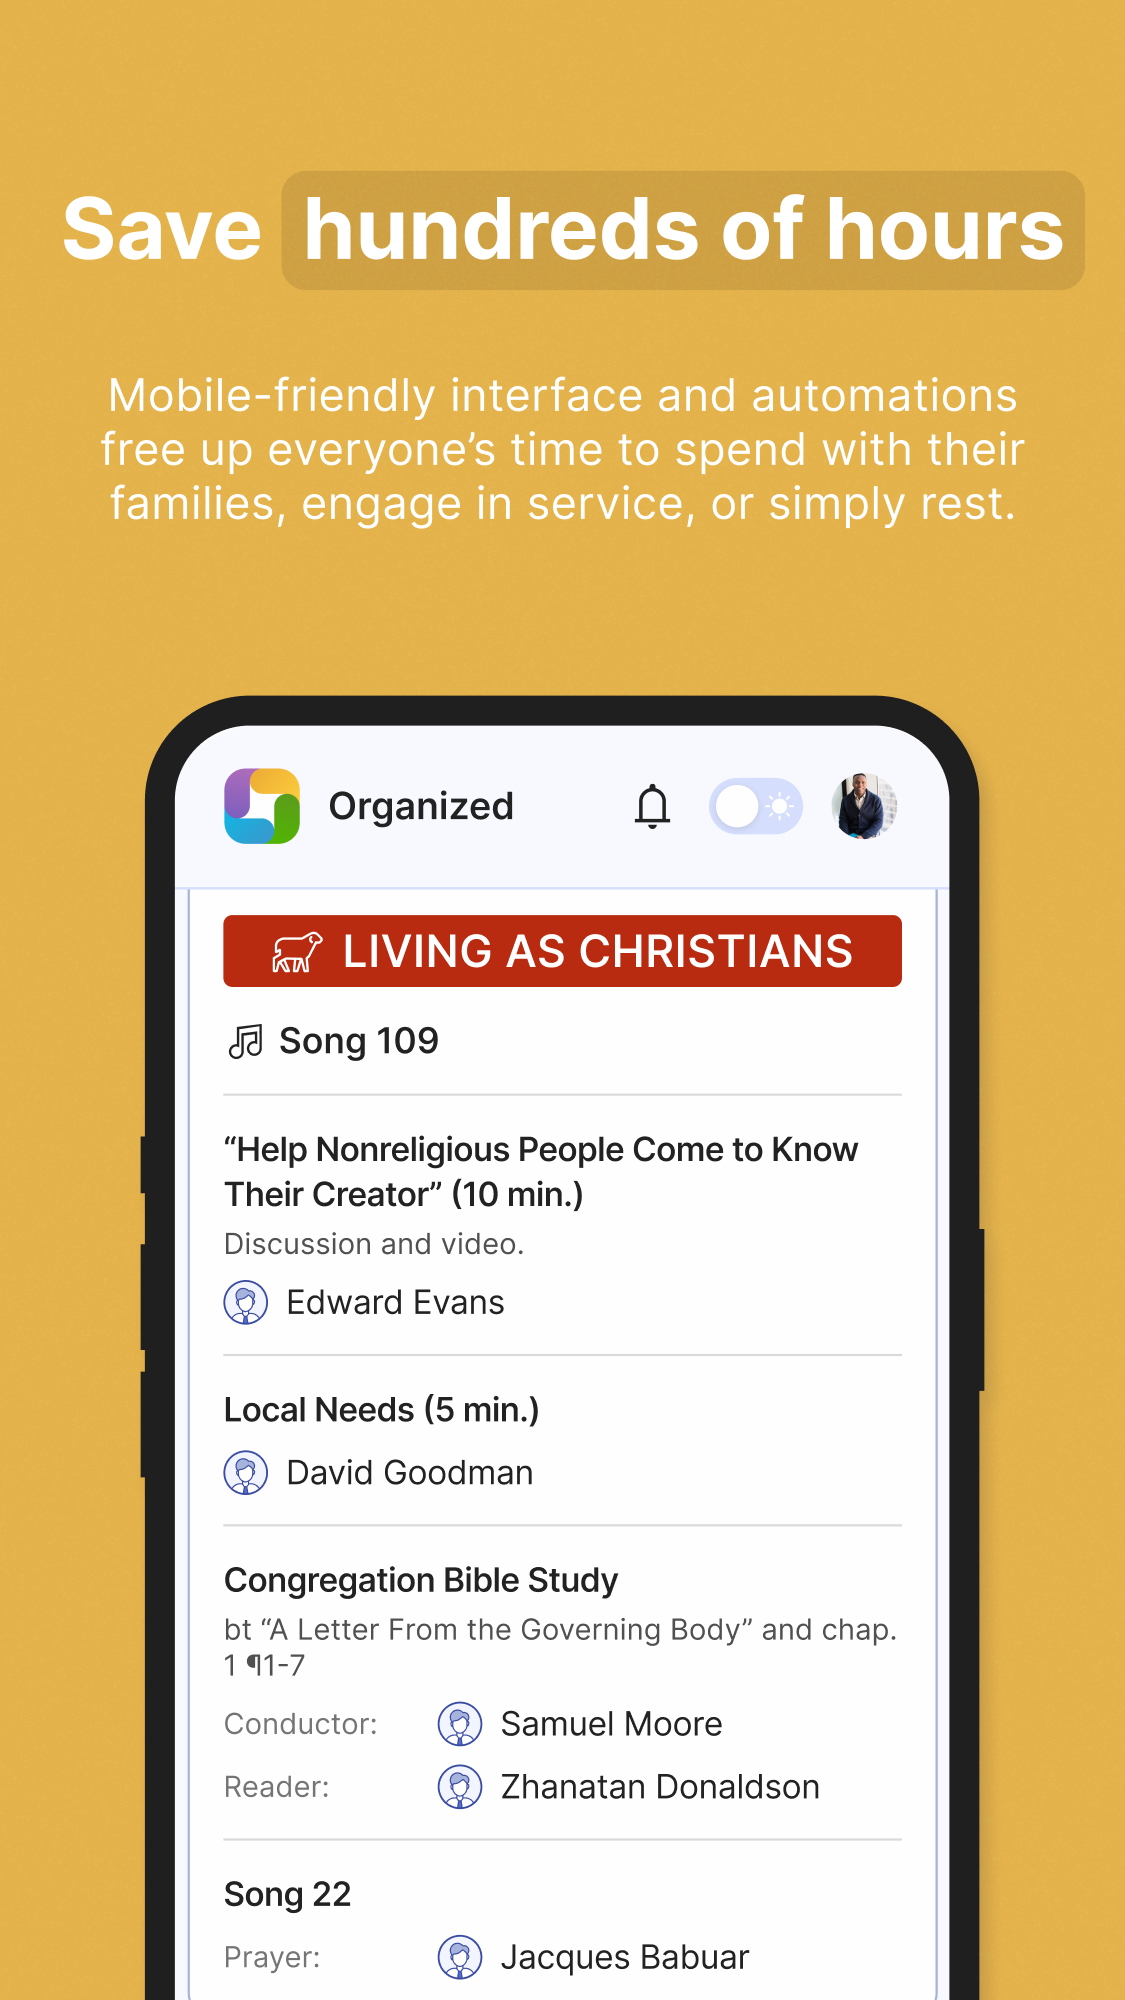 Save hundreds of hours
Mobile-friendly interface and automations
free up everyone’s time to spend with their
families, engage in service, or simply rest.
Organized
LIVING AS CHRISTIANS
Song 109
“Help Nonreligious People Come to Know
Their Creator” (10 min.)
Discussion and video.
Edward Evans
Local Needs (5 min.)
David Goodman
Congregation Bible Study
bt “A Letter From the Governing Body” and chap.
1 ¶1-7
Conductor: Samuel Moore
Reader: Zhanatan Donaldson
Song 22
Prayer: Jacques Babuar